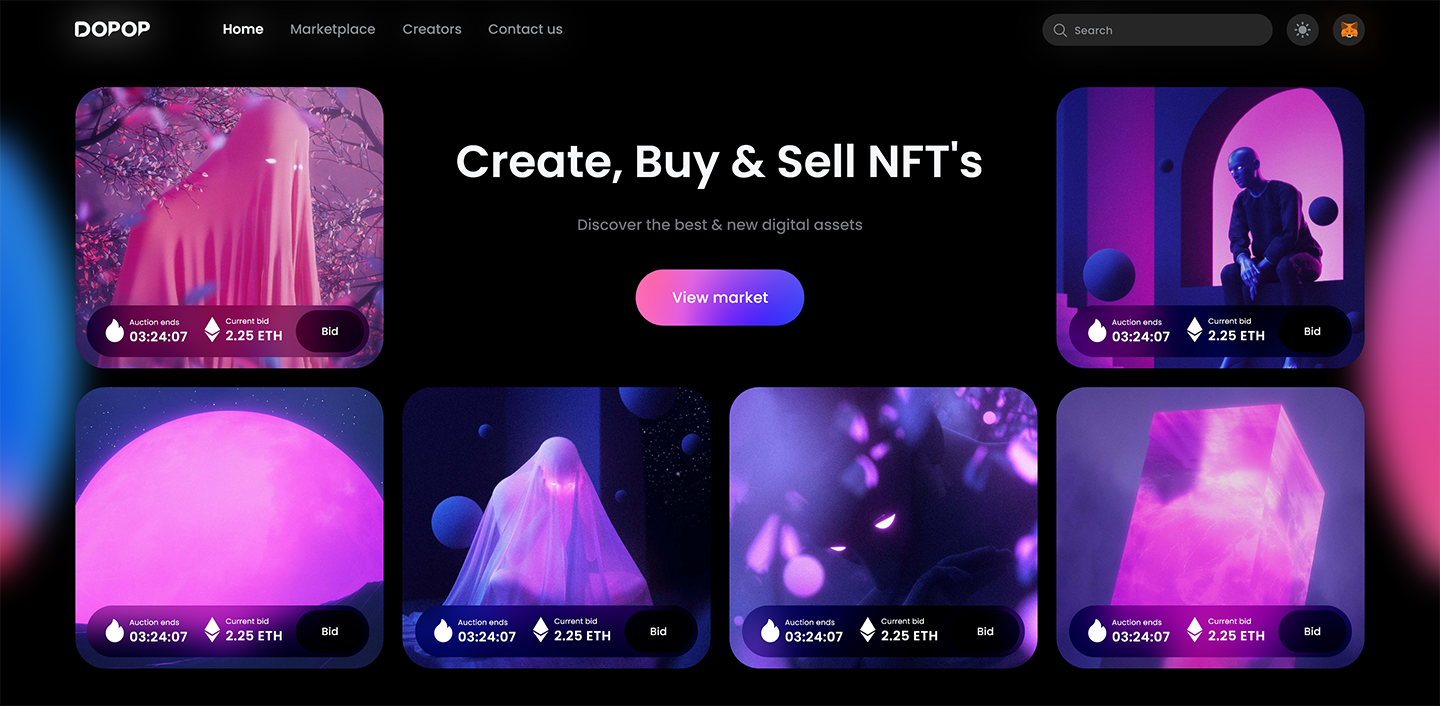 DOPOP
Home
Marketplace
Creators
Contact us
Search
Create, Buy & Sell NFT's
Discover the best & new digital assets
View market
Auction ends
03:24:07
Current bid
2.25 ETH
Bid
Auction ends
03:24:07
Current bid
2.25 ETH
Bid
Auction ends
03:24:07
Current bid
2.25 ETH
Bid
Auction ends
03:24:07
Current bid
2.25 ETH
Bid
Auction ends
03:24:07
Current bid
2.25 ETH
Bid
Auction ends
03:24:07
Current bid
2.25 ETH
Bid